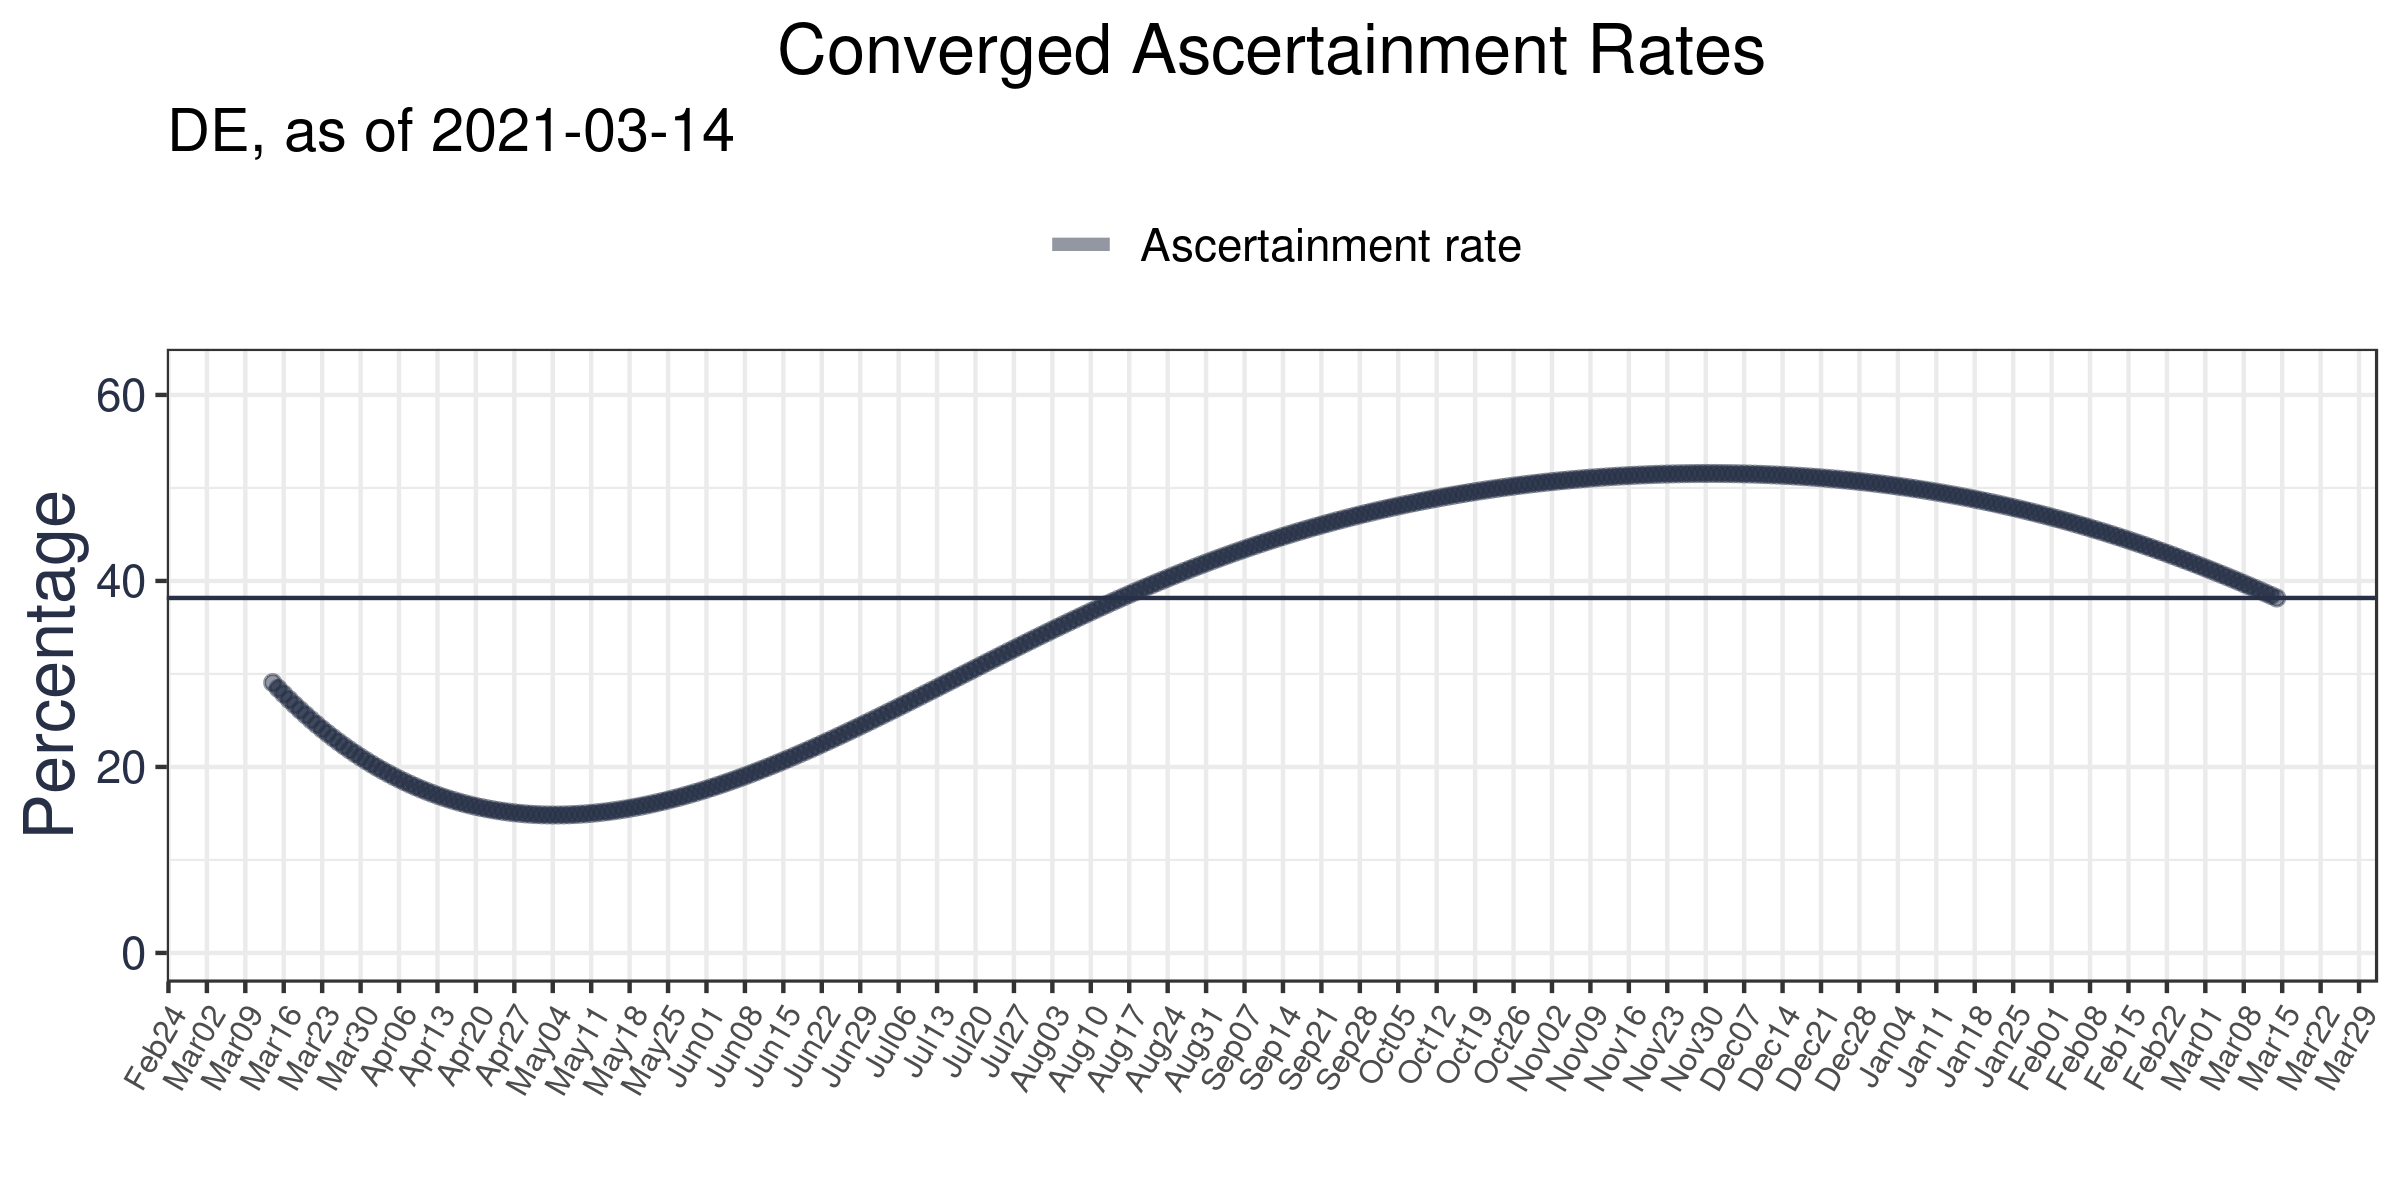 Converged Ascertainment Rates
DE, as of 2021-03-14
Ascertainment rate
Percentage
60
40
20
0
Feb24
Mar02
Mar09
Mar16
Mar23
Mar30
Apr06
Apr13
Apr20
Apr27
May04
May11
May18
May25
Jun01
Jun08
Jun15
Jun22
Jun29
Jul06
Jul13
Jul20
Jul27
Aug03
Aug10
Aug17
Aug24
Aug31
Sep07
Sep14
Sep21
Sep28
Oct05
Oct12
Oct19
Oct26
Nov02
Nov09
Nov16
Nov23
Nov30
Dec07
Dec14
Dec21
Dec28
Jan04
Jan11
Jan18
Jan25
Feb01
Feb08
Feb15
Feb22
Mar01
Mar08
Mar15
Mar22
Mar29